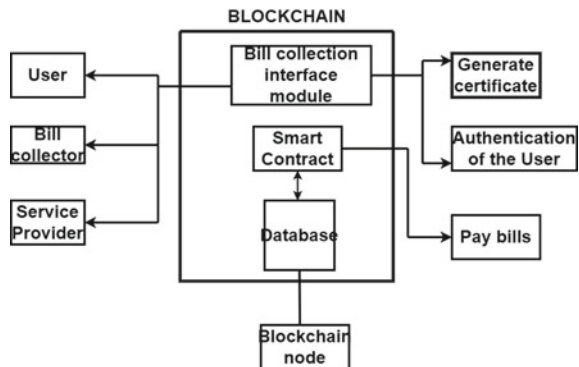 BLOCKCHAIN
User
Bill
collector
Service
Provider
Bill collection
interface
module
Smart
Contract
Database
Blockchain
node
Generate
certificate
Authentication
of the User
Pay bills